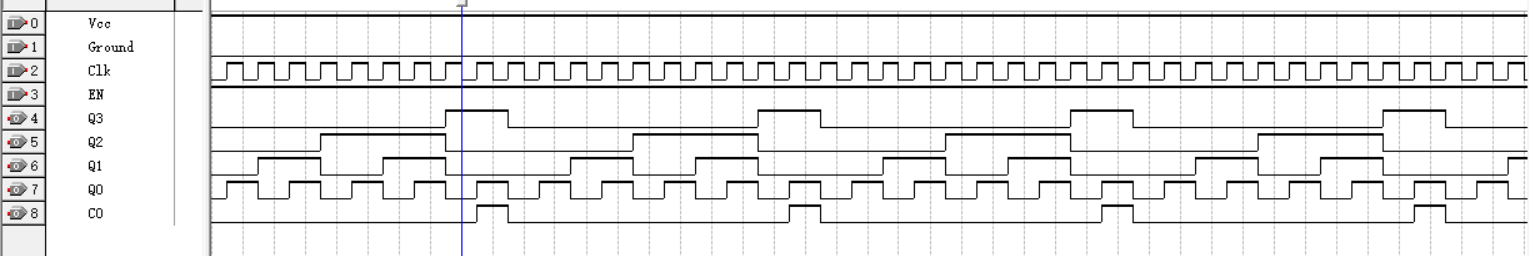 0 Vcc
1 Ground
2 Clk
3 EN
4 Q3
5 Q2
6 Q1
7 Q0
8 CO